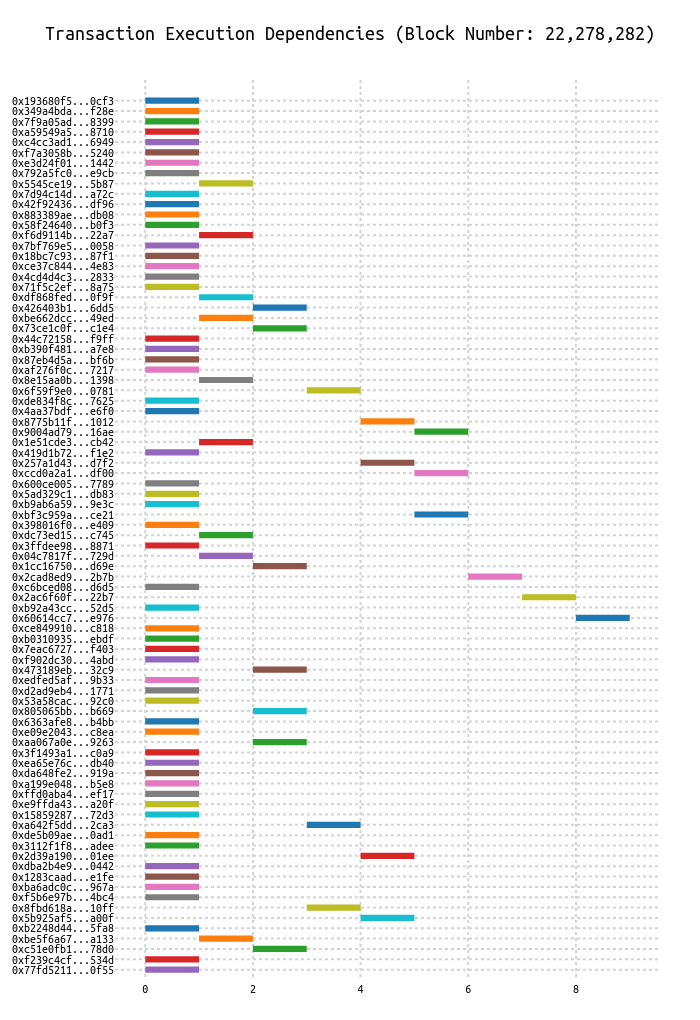 Transaction Execution Dependencies (Block Number: 22,278,282)
0x193680f5...0cf3
0x349a4bda...f28e
0x7f9a05ad...8399
0xa59549a5...8710
0xc4cc3ad1...6949
0xf7a3058b...5240
0xe3d24f01...1442
0x792a5fc0...e9cb
0x5545ce19...5b87
0x7d94c14d...a72c
0x42f92436...df96
0x883389ae...db08
0x58f24640...b0f3
0xf6d9114b...22a7
0x7bf769e5...0058
0x18bc7c93...87f1
0xce37c844...4e83
0x4cd4d4c3...2833
0x71f5c2ef...8a75
0xdf868fed...0f9f
0x426403b1...6dd5
0xbe662dcc...49ed
0x73ce1c0f...c1e4
0x44c72158...f9ff
0xb390f481...a7e8
0x87eb4d5a...bf6b
0xaf276f0c...7217
0x8e15aa0b...1398
0x6f59f9e0...0781
0xde834f8c...7625
0x4aa37bdf...e6f0
0x8775b11f...1012
0x9004ad79...16ae
0x1e51cde3...cb42
0x419d1b72...f1e2
0x257a1d43...d7f2
0xccd0a2a1...df00
0x600ce005...7789
0x5ad329c1...db83
0xb9ab6a59...9e3c
0xbf3c959a...ce21
0x398016f0...e409
0xdc73ed15...c745
0x3ffdee98...8871
0x04c7817f...729d
0x1cc16750...d69e
0x2cad8ed9...2b7b
0xc6bced08...d6d5
0x2ac6f60f...22b7
0xb92a43cc...52d5
0x60614cc7...e976
0xce849910...c818
0xb0310935...ebdf
0x7eac6727...f403
0xf902dc30...4abd
0x473189eb...32c9
0xedfed5af...9b33
0xd2ad9eb4...1771
0x53a58cac...92c0
0x805065bb...b669
0x6363afe8...b4bb
0xe09e2043...c8ea
0xaa067a0e...9263
0x3f1493a1...c0a9
0xea65e76c...db40
0xda648fe2...919a
0xa199e048...b5e8
0xffd0aba4...ef17
0xe9ffda43...a20f
0x15859287...72d3
0xa642f5dd...2ca3
0xde5b09ae...0ad1
0x3112f1f8...adee
0x2d39a190...01ee
0xdba2b4e9...0442
0x1283caad...e1fe
0xba6adc0c...967a
0xf5b6e97b...4bc4
0x8fbd618a...10ff
0x5b925af5...a00f
0xb2248d44...5fa8
0xbe5f6a67...a133
0xc51e0fb1...78d0
0xf239c4cf...534d
0x77fd5211...0f55
0 2 4 6 8